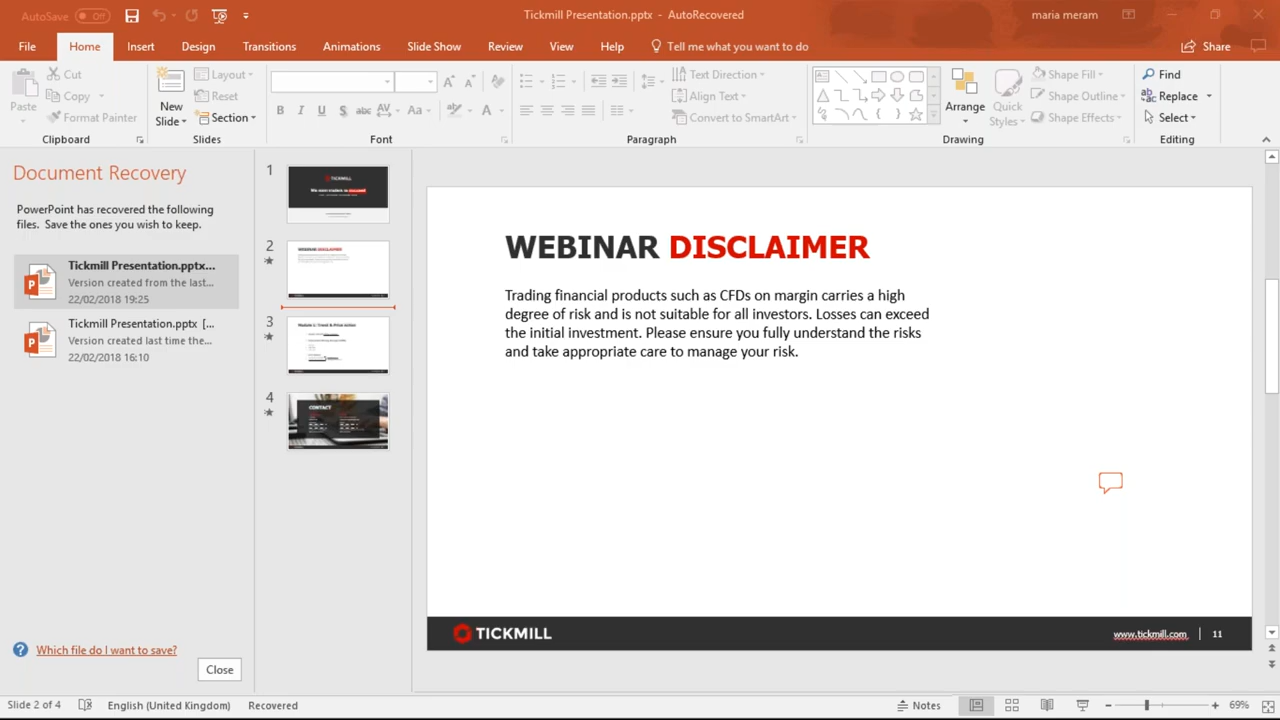 AutoSave Off
Tickmill Presentation.pptx - AutoRecovered
maria meram
File Home Insert Design Transitions Animations Slide Show Review View Help Tell me what you want to do Share
Paste Cut Copy Format Painter Clipboard
New Slide Layout Reset Section Slides
Font
Text Direction Align Text Convert to SmartArt Paragraph
Arrange Quick Styles Shape Fill Shape Outline Shape Effects Drawing
Find Replace Select Editing
Document Recovery
PowerPoint has recovered the following
files. Save the ones you wish to keep.
Tickmill Presentation.pptx...
Version created from the last...
22/02/2018 19:25
Tickmill Presentation.pptx [...
Version created last time the...
22/02/2018 16:10
Which file do I want to save?
Close
1
TICKMILL
2
WEBINAR DISCLAIMER
3
4
CONTACT
WEBINAR DISCLAIMER
Trading financial products such as CFDs on margin carries a high
degree of risk and is not suitable for all investors. Losses can exceed
the initial investment. Please ensure you fully understand the risks
and take appropriate care to manage your risk.
TICKMILL
www.tickmill.com 11
Slide 2 of 4 English (United Kingdom) Recovered Notes 69%